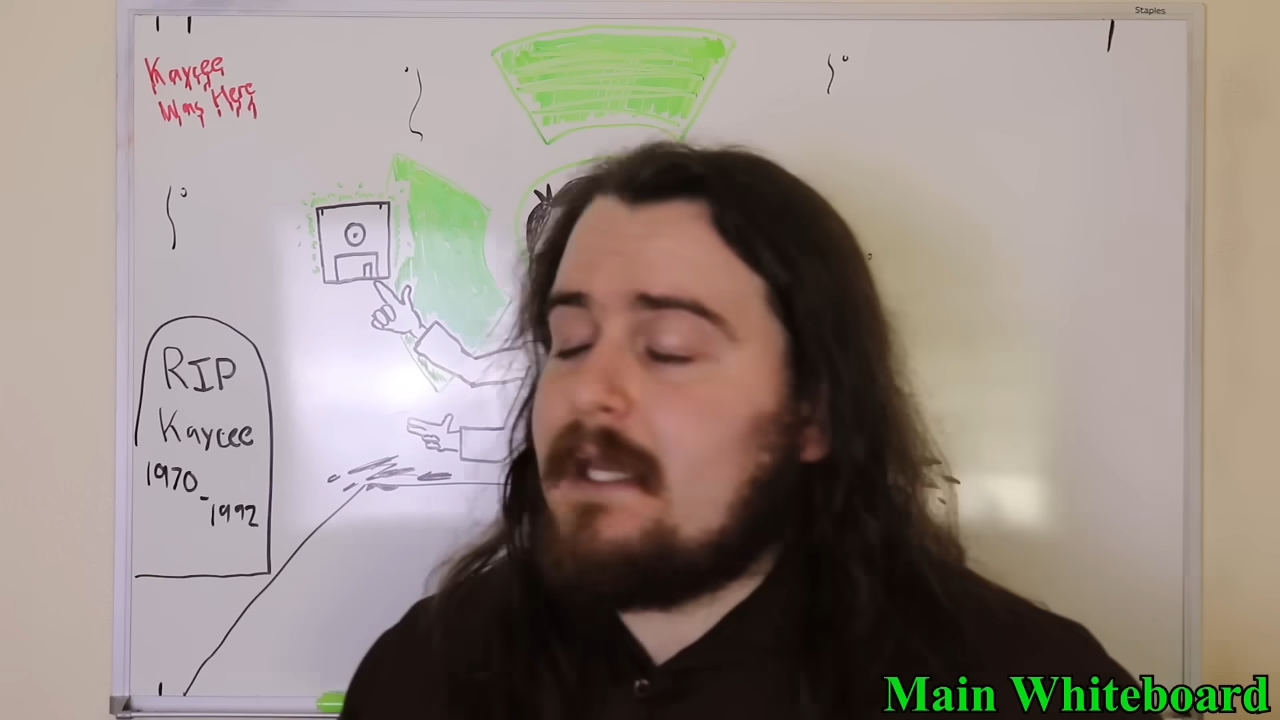 Staples
Kaycee
Was Here
RIP
Kaycee
1970-
1992
Main Whiteboard